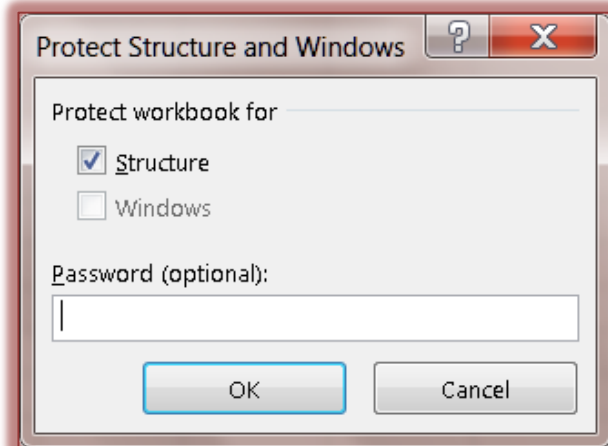 Protect Structure and Windows
?
X
Protect workbook for
Structure
Windows
Password (optional):
OK
Cancel